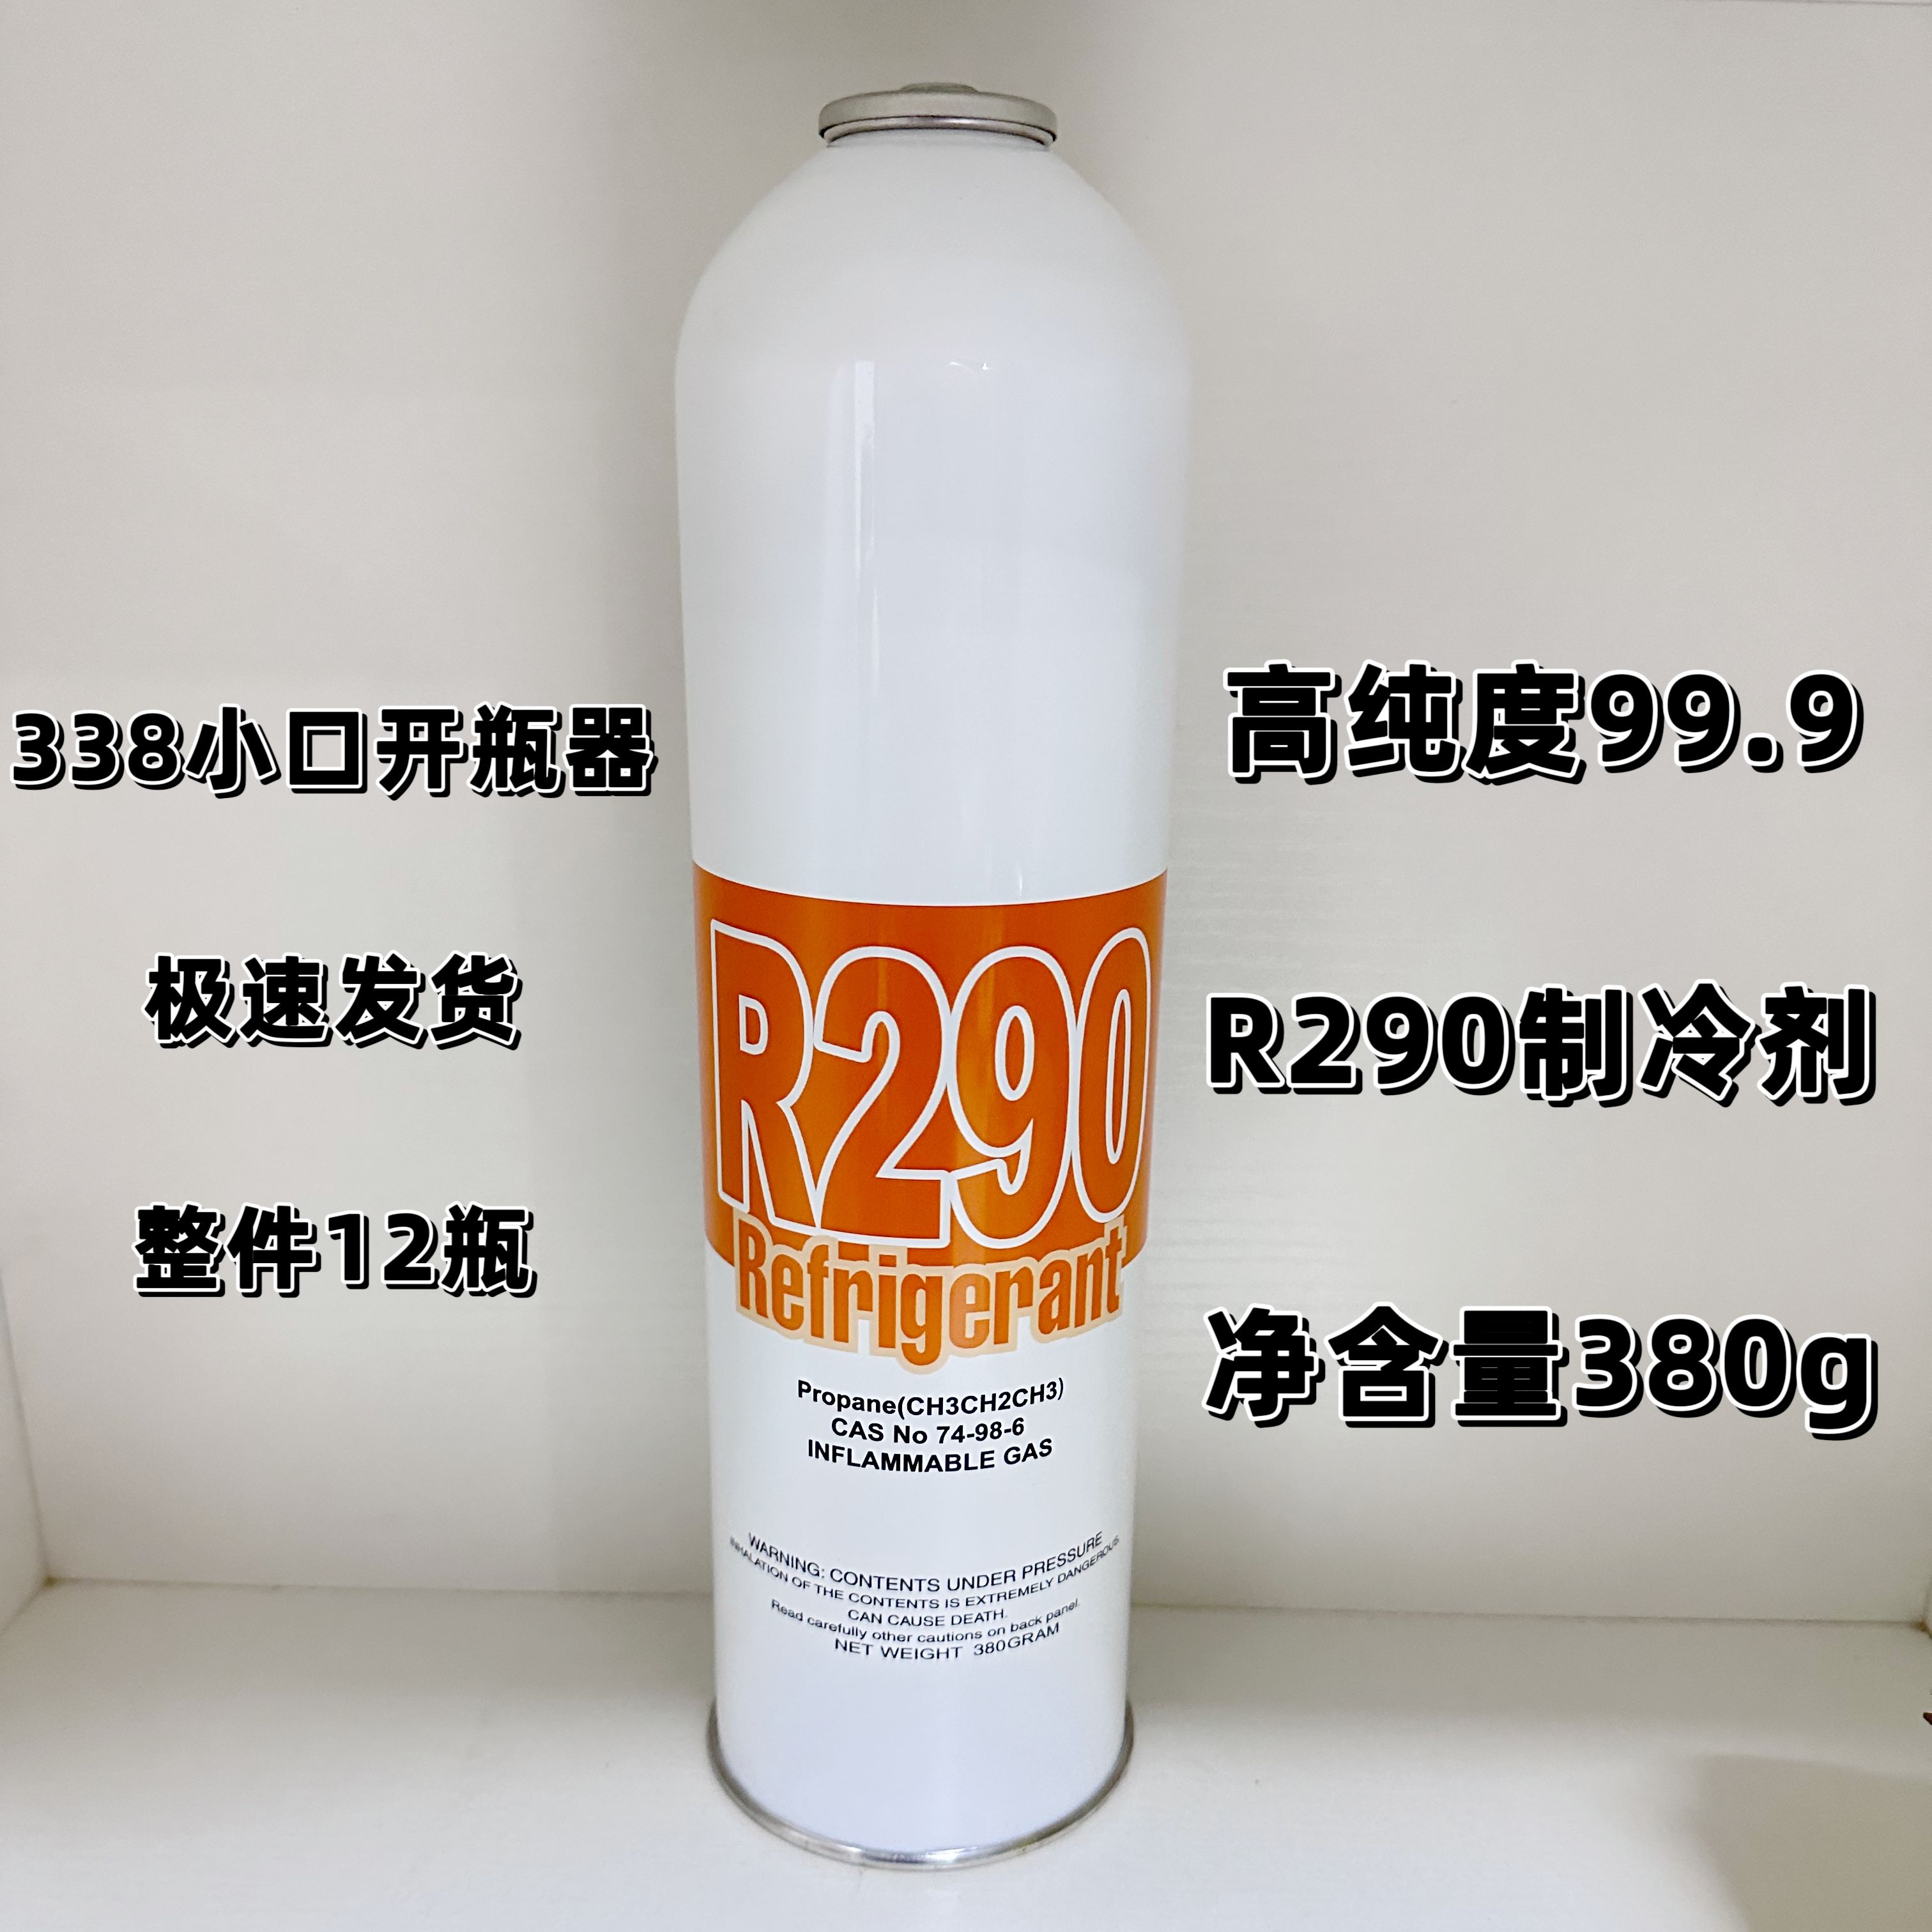 338小口开瓶器
极速发货
整件12瓶
高纯度99.9
R290制冷剂
净含量380g
R290
Refrigerant
Propane(CH3CH2CH3)
CAS No 74-98-6
INFLAMMABLE GAS
WARNING: CONTENTS UNDER PRESSURE
INHALATION OF THE CONTENTS IS EXTREMELY DANGEROUS.
CAN CAUSE DEATH.
Read carefully other cautions on back panel.
NET WEIGHT 380GRAM